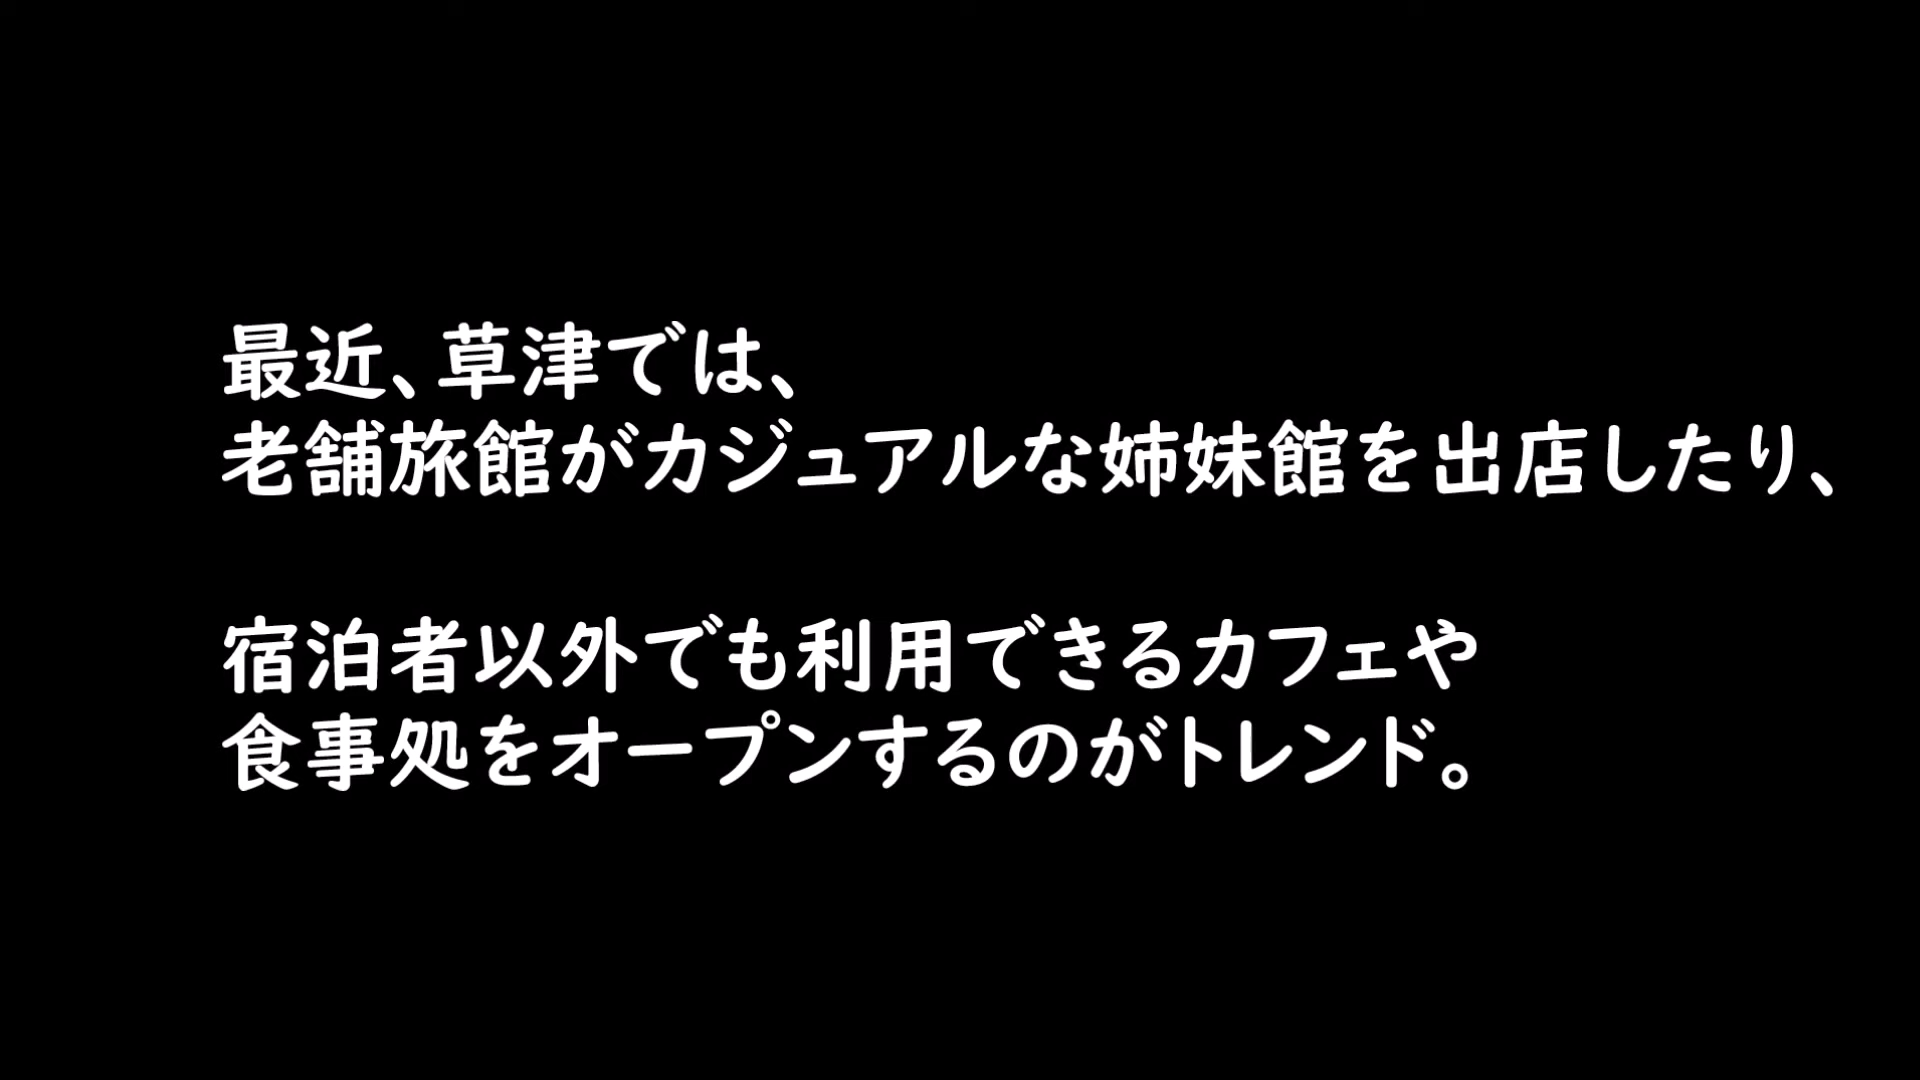 最近、草津では、
老舗旅館がカジュアルな姉妹館を出店したり、
宿泊者以外でも利用できるカフェや
食事処をオープンするのがトレンド。